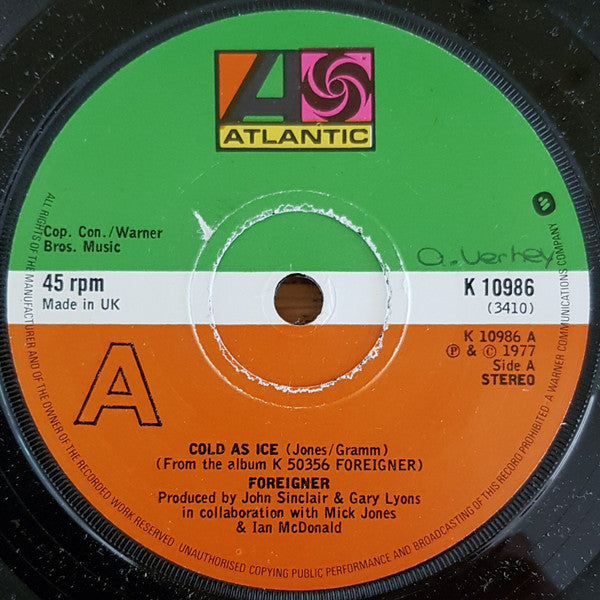 ATLANTIC
Cop. Con./Warner
Bros. Music
a. Verhey
45 rpm
Made in UK
K 10986
(3410)
K 10986 A
Ⓟ & © 1977
Side A
STEREO
A
COLD AS ICE (Jones/Gramm)
(From the album K 50356 FOREIGNER)
FOREIGNER
Produced by John Sinclair & Gary Lyons
in collaboration with Mick Jones
& Ian McDonald
ALL RIGHTS OF THE MANUFACTURER AND OF THE OWNER OF THE RECORDED WORK RESERVED. UNAUTHORISED COPYING PUBLIC PERFORMANCE AND BROADCASTING OF THIS RECORD PROHIBITED. A WARNER COMMUNICATIONS COMPANY